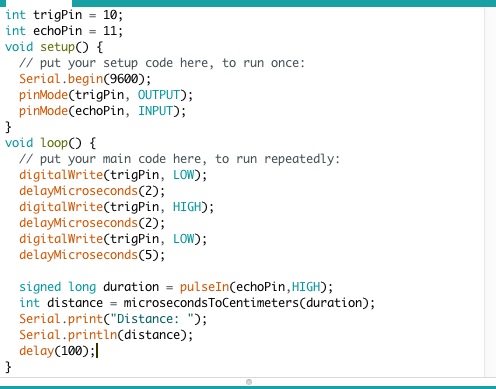 int trigPin = 10;
int echoPin = 11;
void setup() {
  // put your setup code here, to run once:
  Serial.begin(9600);
  pinMode(trigPin, OUTPUT);
  pinMode(echoPin, INPUT);
}
void loop() {
  // put your main code here, to run repeatedly:
  digitalWrite(trigPin, LOW);
  delayMicroseconds(2);
  digitalWrite(trigPin, HIGH);
  delayMicroseconds(2);
  digitalWrite(trigPin, LOW);
  delayMicroseconds(5);

  signed long duration = pulseIn(echoPin,HIGH);
  int distance = microsecondsToCentimeters(duration);
  Serial.print("Distance: ");
  Serial.println(distance);
  delay(100);
}